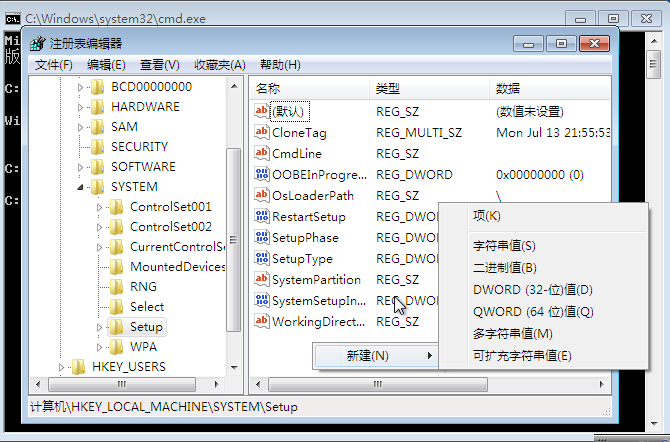 C:\Windows\system32\cmd.exe
Mi
版
注册表编辑器
文件(F) 编辑(E) 查看(V) 收藏夹(A) 帮助(H)
C:
Wi
C:
C:
BCD00000000
HARDWARE
SAM
SECURITY
SOFTWARE
SYSTEM
ControlSet001
ControlSet002
CurrentControlSe
MountedDevices
RNG
Select
Setup
WPA
HKEY_USERS
名称 类型 数据
(默认) REG_SZ (数值未设置)
CloneTag REG_MULTI_SZ Mon Jul 13 21:55:53
CmdLine REG_SZ
OOBEInProgre... REG_DWORD 0x00000000 (0)
OsLoaderPath REG_SZ \
RestartSetup REG_DWO
SetupPhase REG_DWO
SetupType REG_DWO
SystemPartition REG_SZ
SystemSetupIn... REG_DWO
WorkingDirect... REG_SZ
新建(N)
项(K)
字符串值(S)
二进制值(B)
DWORD (32-位)值(D)
QWORD (64 位)值(Q)
多字符串值(M)
可扩充字符串值(E)
计算机\HKEY_LOCAL_MACHINE\SYSTEM\Setup